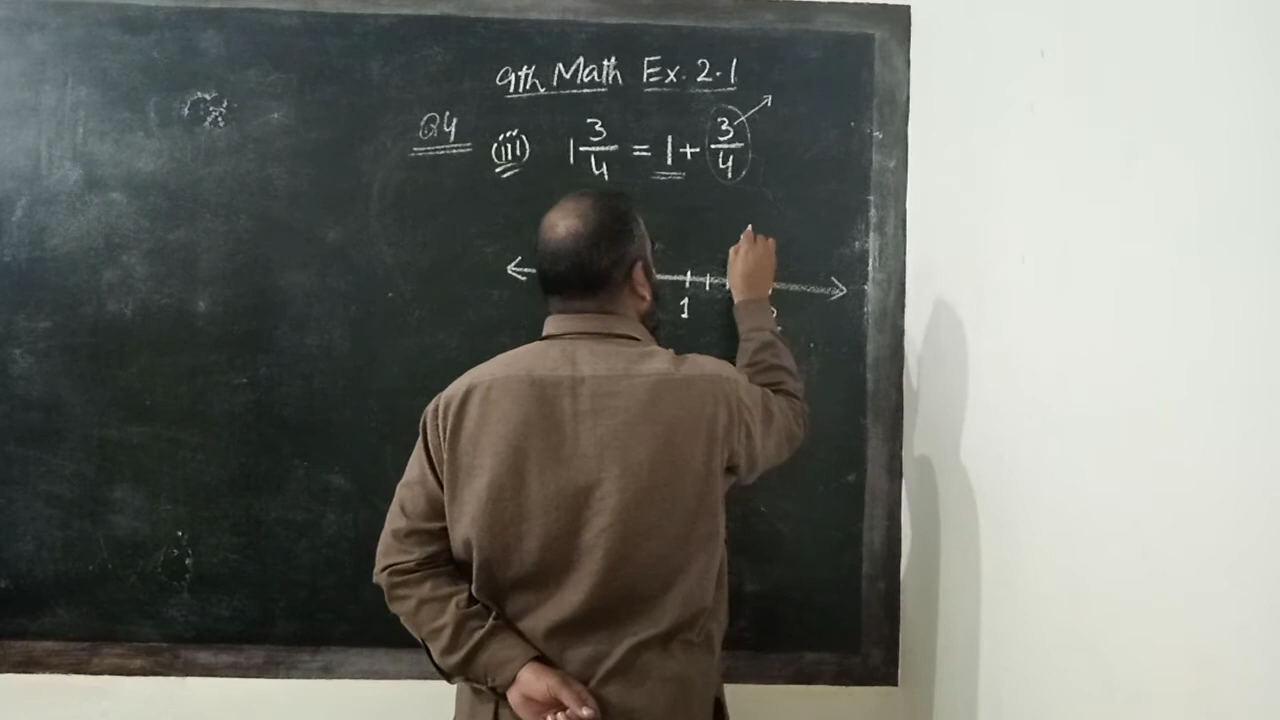 9th Math Ex. 2.1
Q4 (iii) 1 3/4 = 1 + 3/4
1